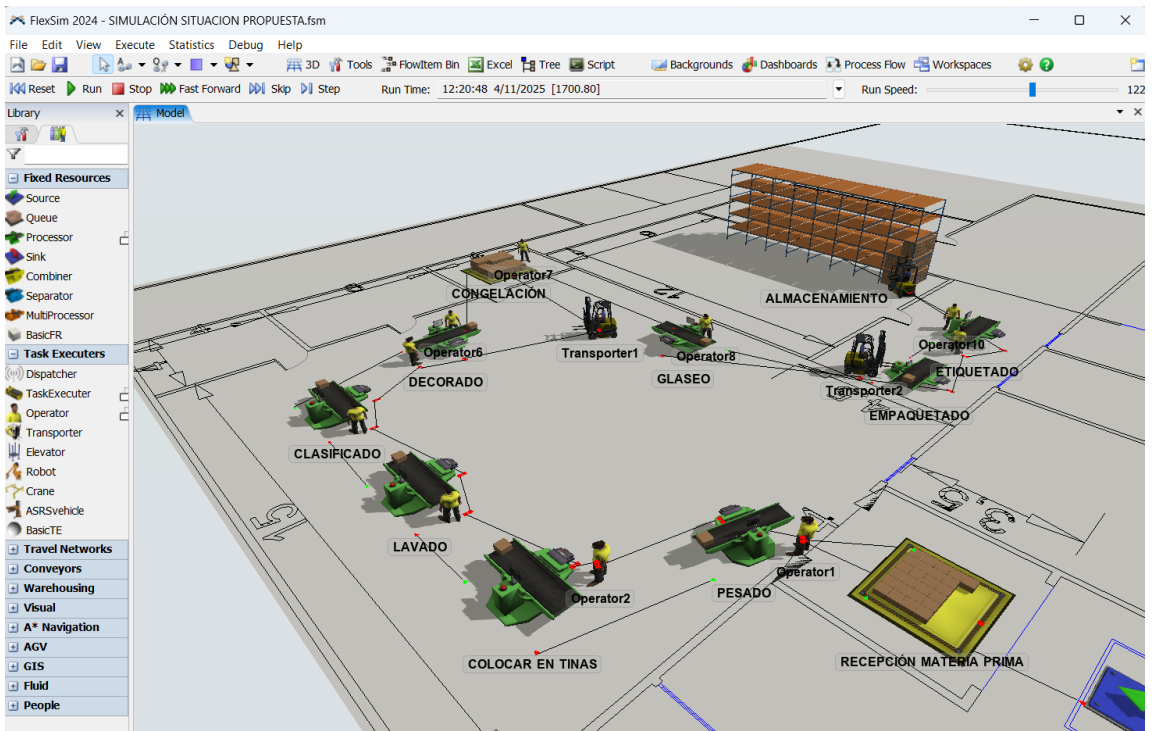 FlexSim 2024 - SIMULACIÓN SITUACION PROPUESTA.fsm
File Edit View Execute Statistics Debug Help
3D Tools FlowItem Bin Excel Tree Script Backgrounds Dashboards Process Flow Workspaces
Reset Run Stop Fast Forward Skip Step Run Time: 12:20:48 4/11/2025 [1700.80] Run Speed: 122
Library
Model
Fixed Resources
Source
Queue
Processor
Sink
Combiner
Separator
MultiProcessor
BasicFR
Task Executers
Dispatcher
TaskExecuter
Operator
Transporter
Elevator
Robot
Crane
ASRSvehicle
BasicTE
Travel Networks
Conveyors
Warehousing
Visual
A* Navigation
AGV
GIS
Fluid
People
Operator7
CONGELACIÓN
ALMACENAMIENTO
12
Operator6
Transporter1
Operator8
Operator10
DECORADO
GLASEO
ETIQUETADO
Transporter2
EMPAQUETADO
CLASIFICADO
15
3.5
LAVADO
Operator1
Operator2
PESADO
COLOCAR EN TINAS
RECEPCIÓN MATERIA PRIMA